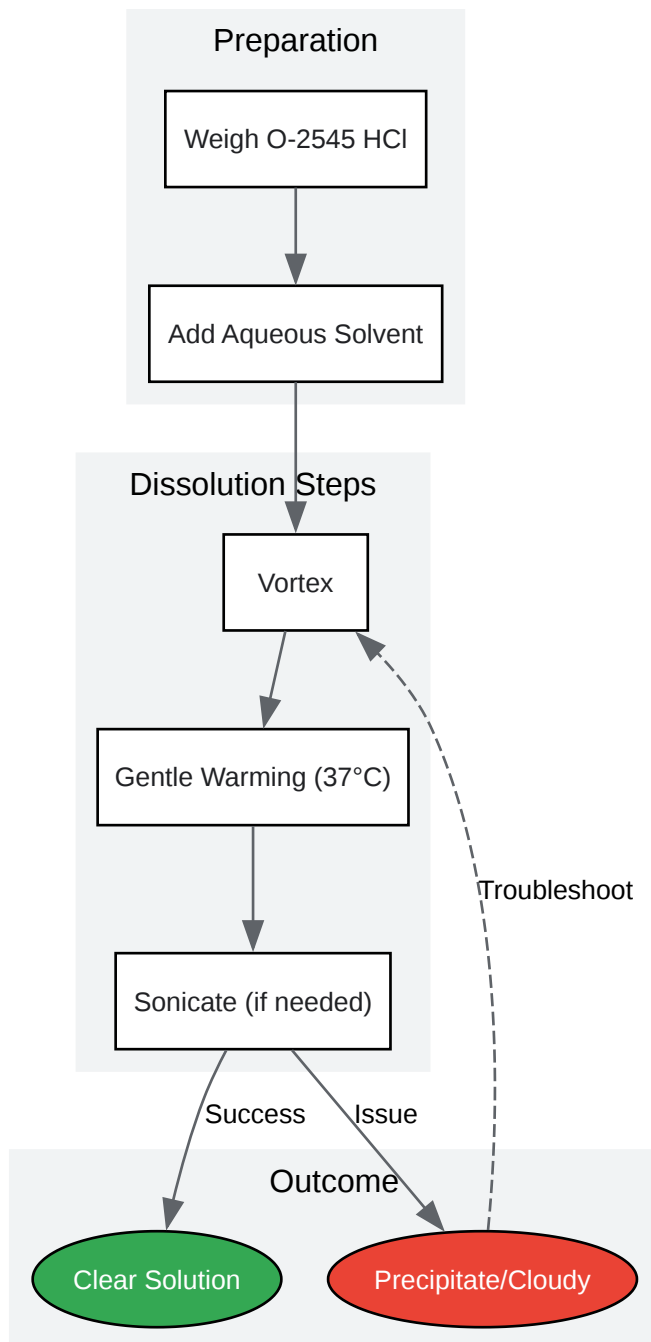 Preparation
Weigh O-2545 HCl
Add Aqueous Solvent
Dissolution Steps
Vortex
Gentle Warming (37°C)
Troubleshoot
Sonicate (if needed)
Success
Issue
Outcome
Clear Solution
Precipitate/Cloudy